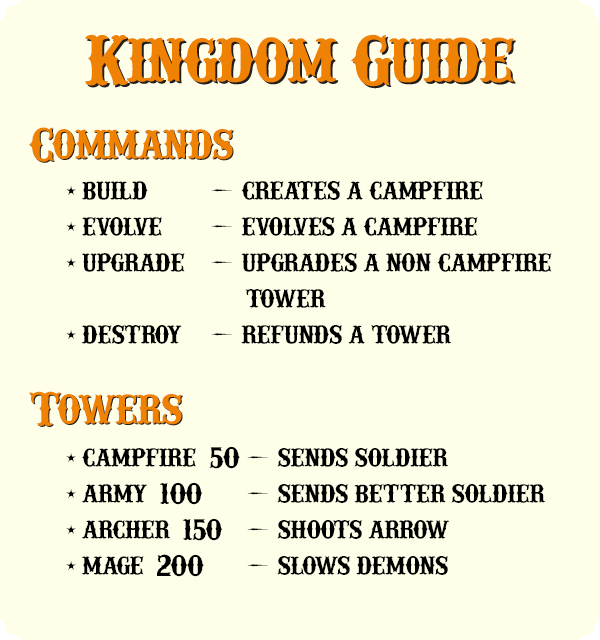 Kingdom Guide
Commands
★ BUILD — CREATES A CAMPFIRE
★ EVOLVE — EVOLVES A CAMPFIRE
★ UPGRADE — UPGRADES A NON CAMPFIRE
TOWER
★ DESTROY — REFUNDS A TOWER
Towers
★ CAMPFIRE 50 — SENDS SOLDIER
★ ARMY 100 — SENDS BETTER SOLDIER
★ ARCHER 150 — SHOOTS ARROW
★ MAGE 200 — SLOWS DEMONS